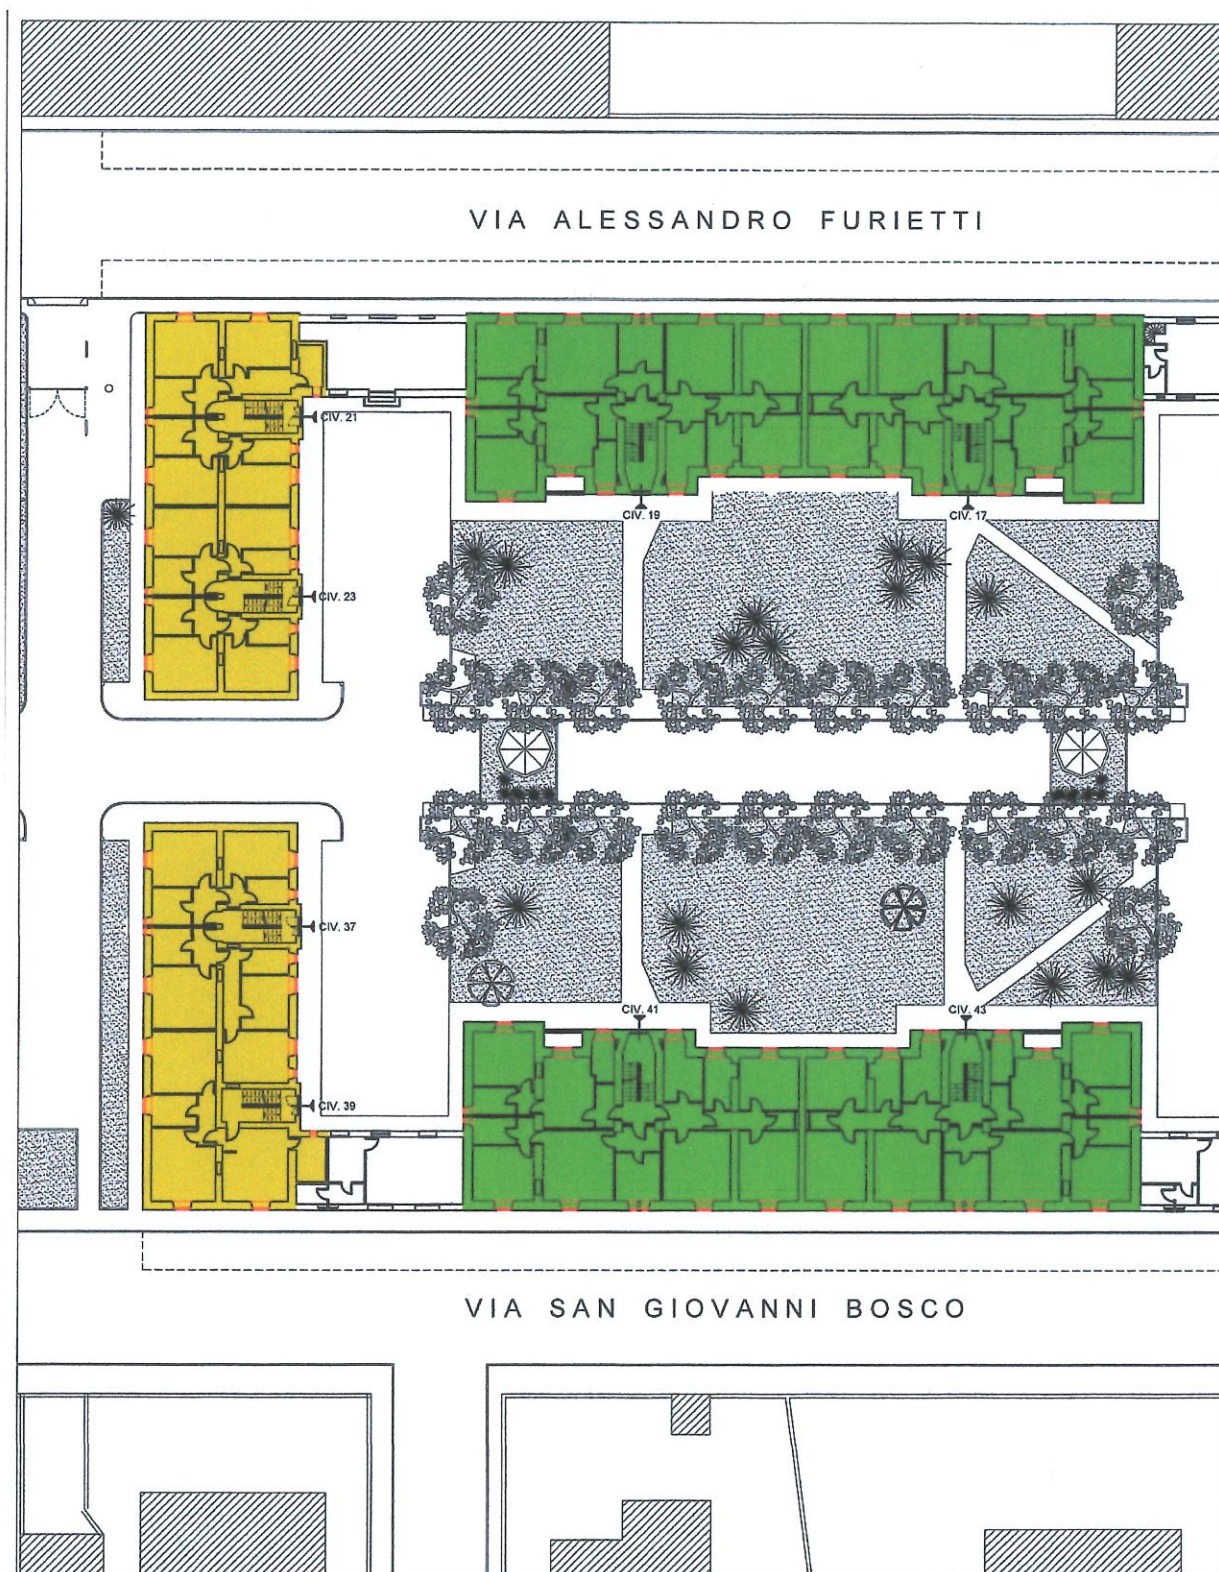 VIA ALESSANDRO FURIETTI
CIV. 21
CIV. 19
CIV. 17
CIV. 23
CIV. 37
CIV. 41
CIV. 43
CIV. 39
VIA SAN GIOVANNI BOSCO